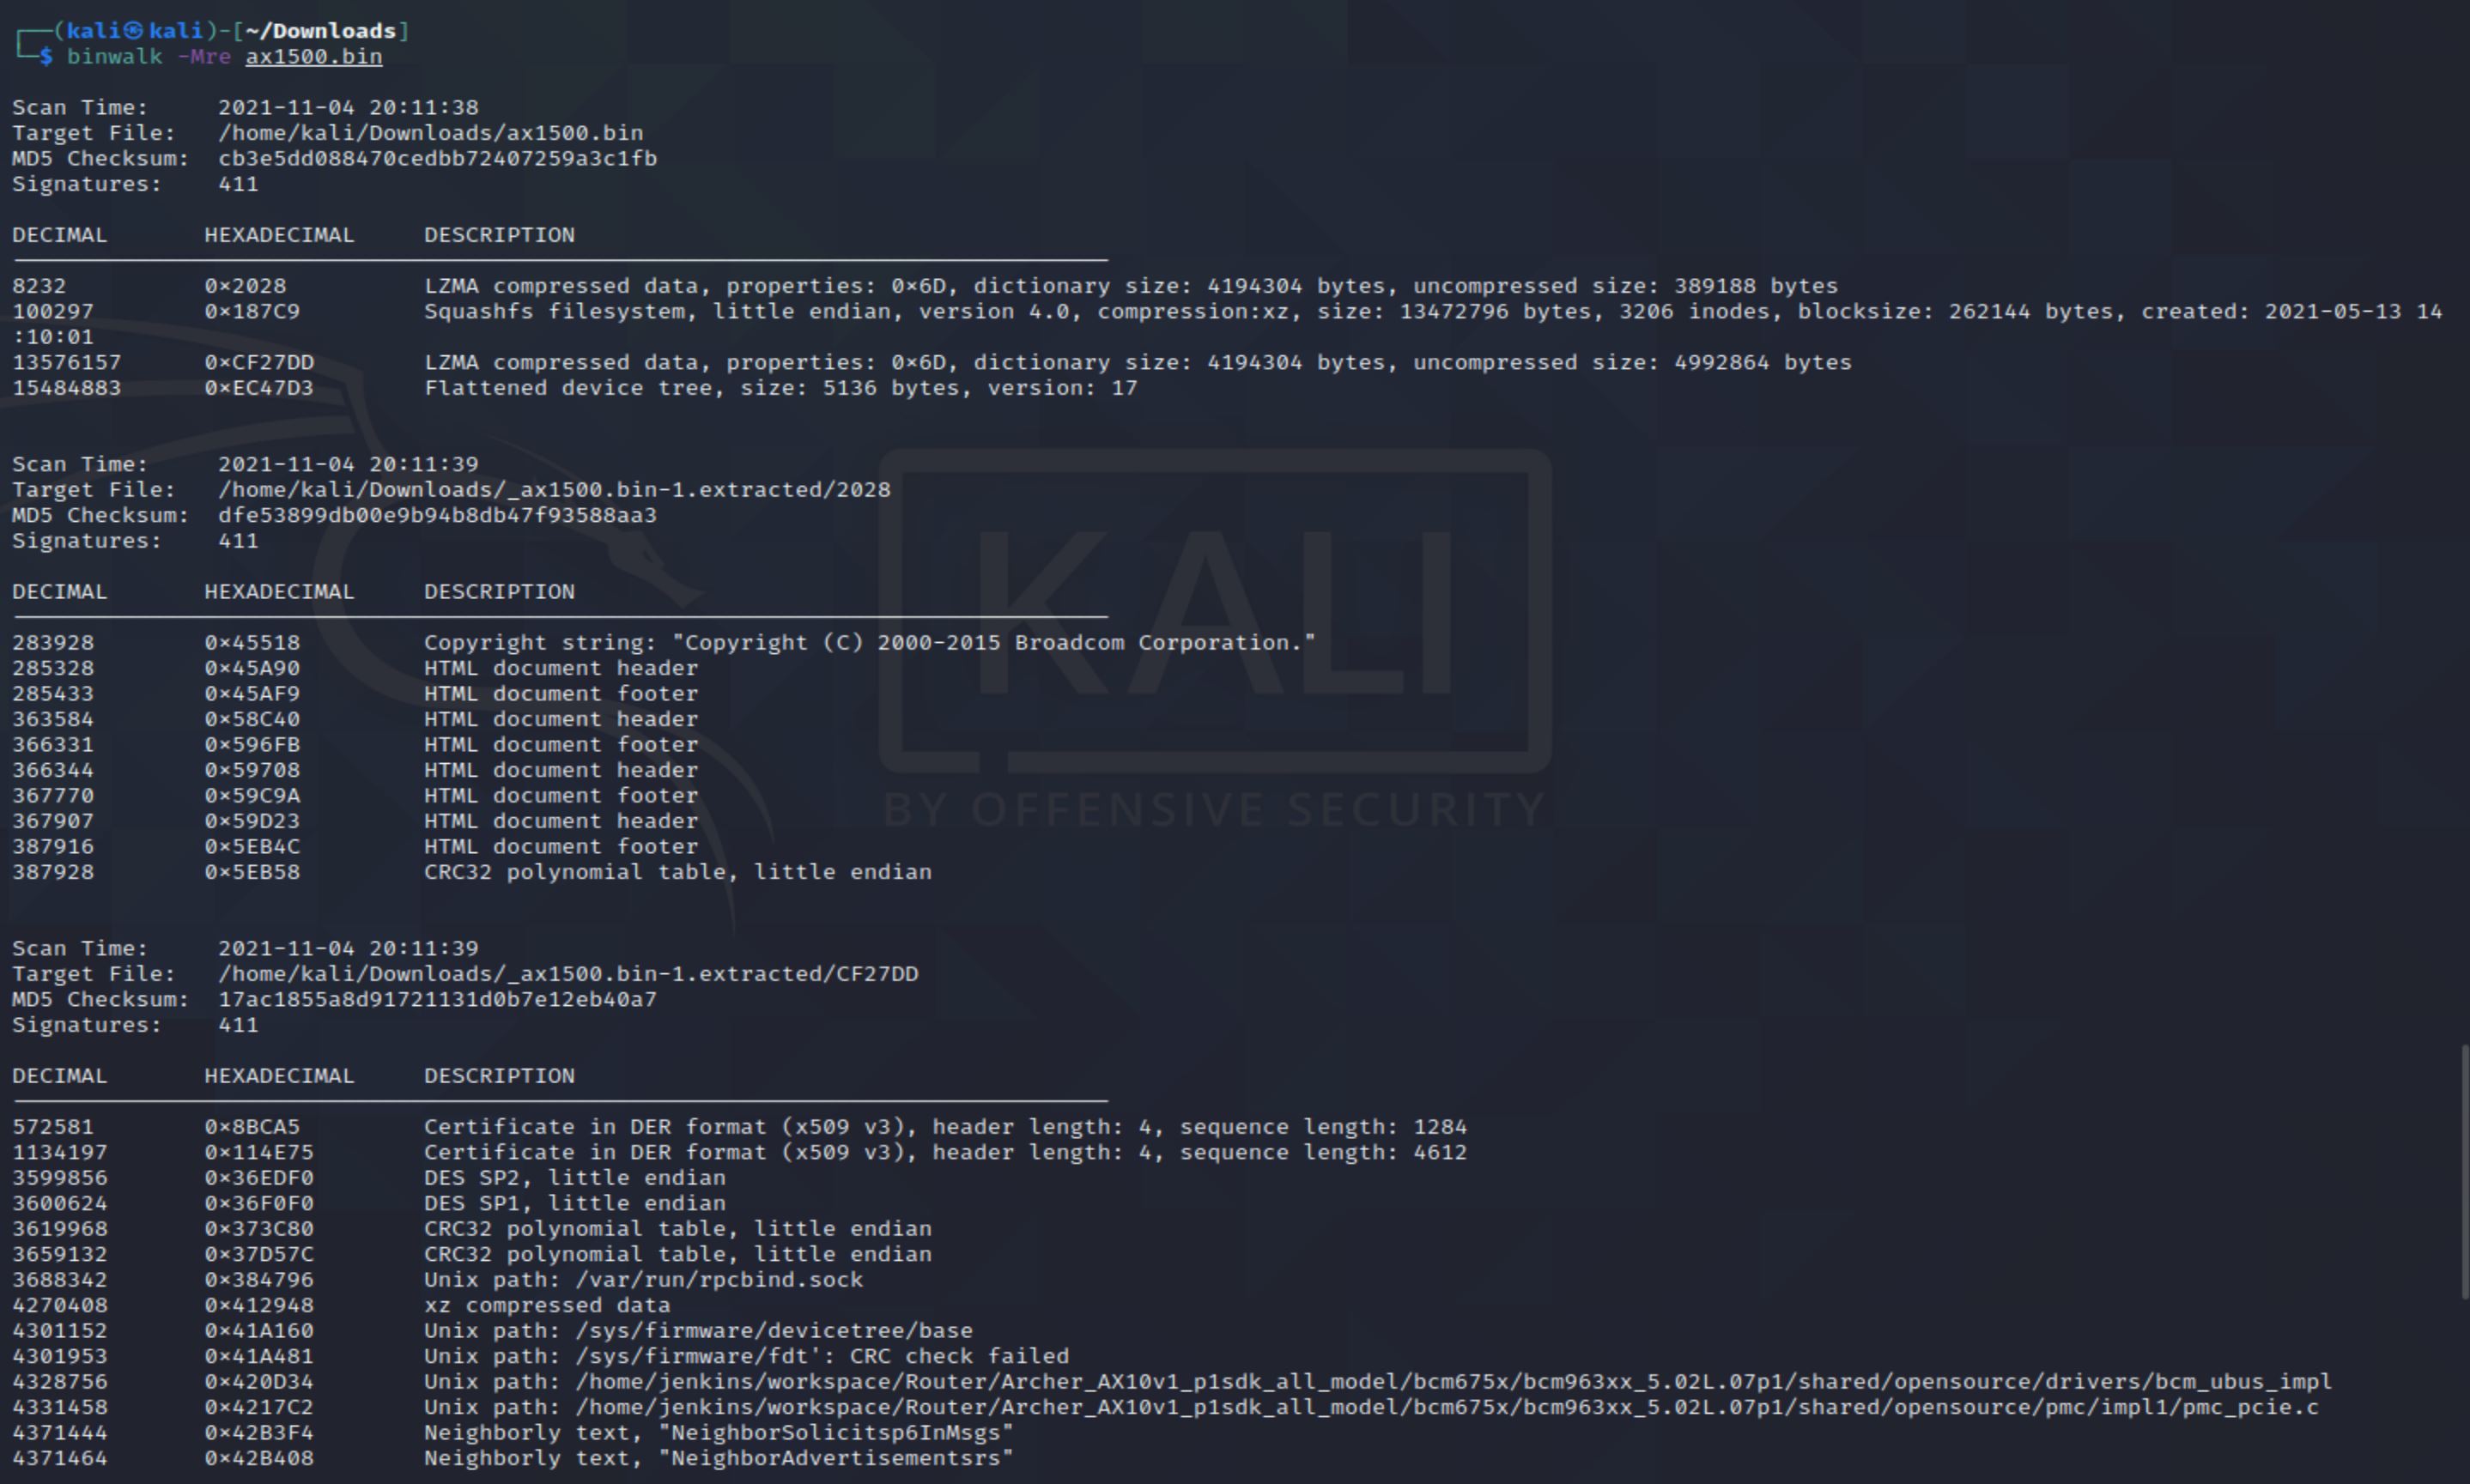 ┌──(kali㉿kali)-[~/Downloads]
└─$ binwalk -Mre ax1500.bin
Scan Time:     2021-11-04 20:11:38
Target File:   /home/kali/Downloads/ax1500.bin
MD5 Checksum:  cb3e5dd088470cedbb72407259a3c1fb
Signatures:    411
DECIMAL       HEXADECIMAL     DESCRIPTION
8232          0×2028          LZMA compressed data, properties: 0×6D, dictionary size: 4194304 bytes, uncompressed size: 389188 bytes
100297        0×187C9         Squashfs filesystem, little endian, version 4.0, compression:xz, size: 13472796 bytes, 3206 inodes, blocksize: 262144 bytes, created: 2021-05-13 14
:10:01
13576157      0×CF27DD        LZMA compressed data, properties: 0×6D, dictionary size: 4194304 bytes, uncompressed size: 4992864 bytes
15484883      0×EC47D3        Flattened device tree, size: 5136 bytes, version: 17
Scan Time:     2021-11-04 20:11:39
Target File:   /home/kali/Downloads/_ax1500.bin-1.extracted/2028
MD5 Checksum:  dfe53899db00e9b94b8db47f93588aa3
Signatures:    411
DECIMAL       HEXADECIMAL     DESCRIPTION
283928        0×45518         Copyright string: "Copyright (C) 2000-2015 Broadcom Corporation."
285328        0×45A90         HTML document header
285433        0×45AF9         HTML document footer
363584        0×58C40         HTML document header
366331        0×596FB         HTML document footer
366344        0×59708         HTML document header
367770        0×59C9A         HTML document footer
367907        0×59D23         HTML document header
387916        0×5EB4C         HTML document footer
387928        0×5EB58         CRC32 polynomial table, little endian
KALI
BY OFFENSIVE SECURITY
Scan Time:     2021-11-04 20:11:39
Target File:   /home/kali/Downloads/_ax1500.bin-1.extracted/CF27DD
MD5 Checksum:  17ac1855a8d91721131d0b7e12eb40a7
Signatures:    411
DECIMAL       HEXADECIMAL     DESCRIPTION
572581        0×8BCA5         Certificate in DER format (x509 v3), header length: 4, sequence length: 1284
1134197       0×114E75        Certificate in DER format (x509 v3), header length: 4, sequence length: 4612
3599856       0×36EDF0        DES SP2, little endian
3600624       0×36F0F0        DES SP1, little endian
3619968       0×373C80        CRC32 polynomial table, little endian
3659132       0×37D57C        CRC32 polynomial table, little endian
3688342       0×384796        Unix path: /var/run/rpcbind.sock
4270408       0×412948        xz compressed data
4301152       0×41A160        Unix path: /sys/firmware/devicetree/base
4301953       0×41A481        Unix path: /sys/firmware/fdt': CRC check failed
4328756       0×420D34        Unix path: /home/jenkins/workspace/Router/Archer_AX10v1_p1sdk_all_model/bcm675x/bcm963xx_5.02L.07p1/shared/opensource/drivers/bcm_ubus_impl
4331458       0×4217C2        Unix path: /home/jenkins/workspace/Router/Archer_AX10v1_p1sdk_all_model/bcm675x/bcm963xx_5.02L.07p1/shared/opensource/pmc/impl1/pmc_pcie.c
4371444       0×42B3F4        Neighborly text, "NeighborSolicitsp6InMsgs"
4371464       0×42B408        Neighborly text, "NeighborAdvertisementsrs"